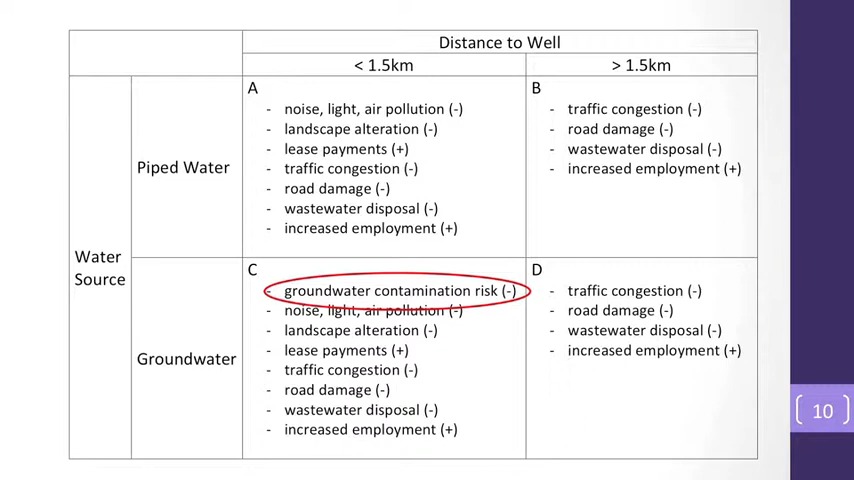 Distance to Well
< 1.5km
> 1.5km
Water Source
Piped Water
A
- noise, light, air pollution (-)
- landscape alteration (-)
- lease payments (+)
- traffic congestion (-)
- road damage (-)
- wastewater disposal (-)
- increased employment (+)
B
- traffic congestion (-)
- road damage (-)
- wastewater disposal (-)
- increased employment (+)
Groundwater
C
- groundwater contamination risk (-)
- noise, light, air pollution (-)
- landscape alteration (-)
- lease payments (+)
- traffic congestion (-)
- road damage (-)
- wastewater disposal (-)
- increased employment (+)
D
- traffic congestion (-)
- road damage (-)
- wastewater disposal (-)
- increased employment (+)
10